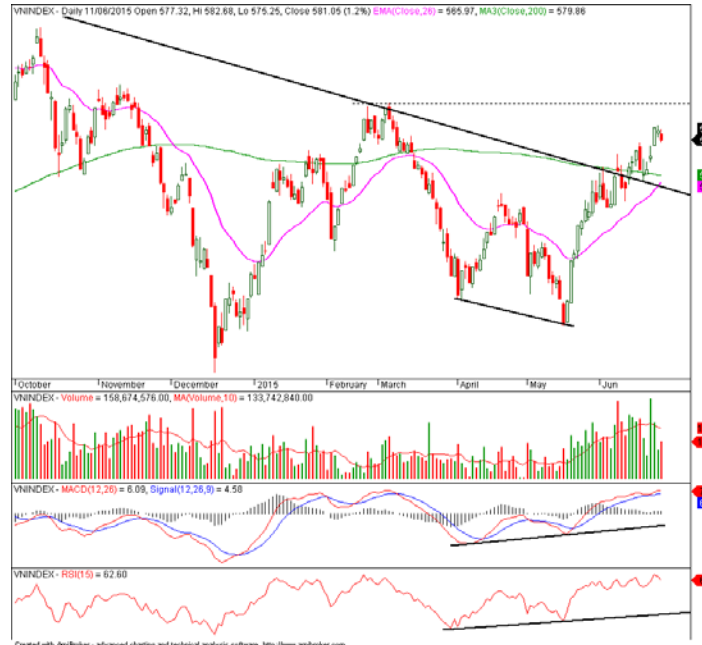 VNINDEX - Daily 11/06/2015 Open 577.32, Hi 582.68, Lo 575.25, Close 581.05 (1.2%) EMA(Close,26) = 565.97, MA3(Close,200) = 579.86
October November December 2015 February March April May Jun
VNINDEX - Volume = 158,674,576.00, MA(Volume,10) = 133,742,840.00
VNINDEX - MACD(12,26) = 6.09, Signal(12,26,9) = 4.58
VNINDEX - RSI(15) = 62.60
Created with AmiBroker - advanced charting and technical analysis software. http://www.amibroker.com